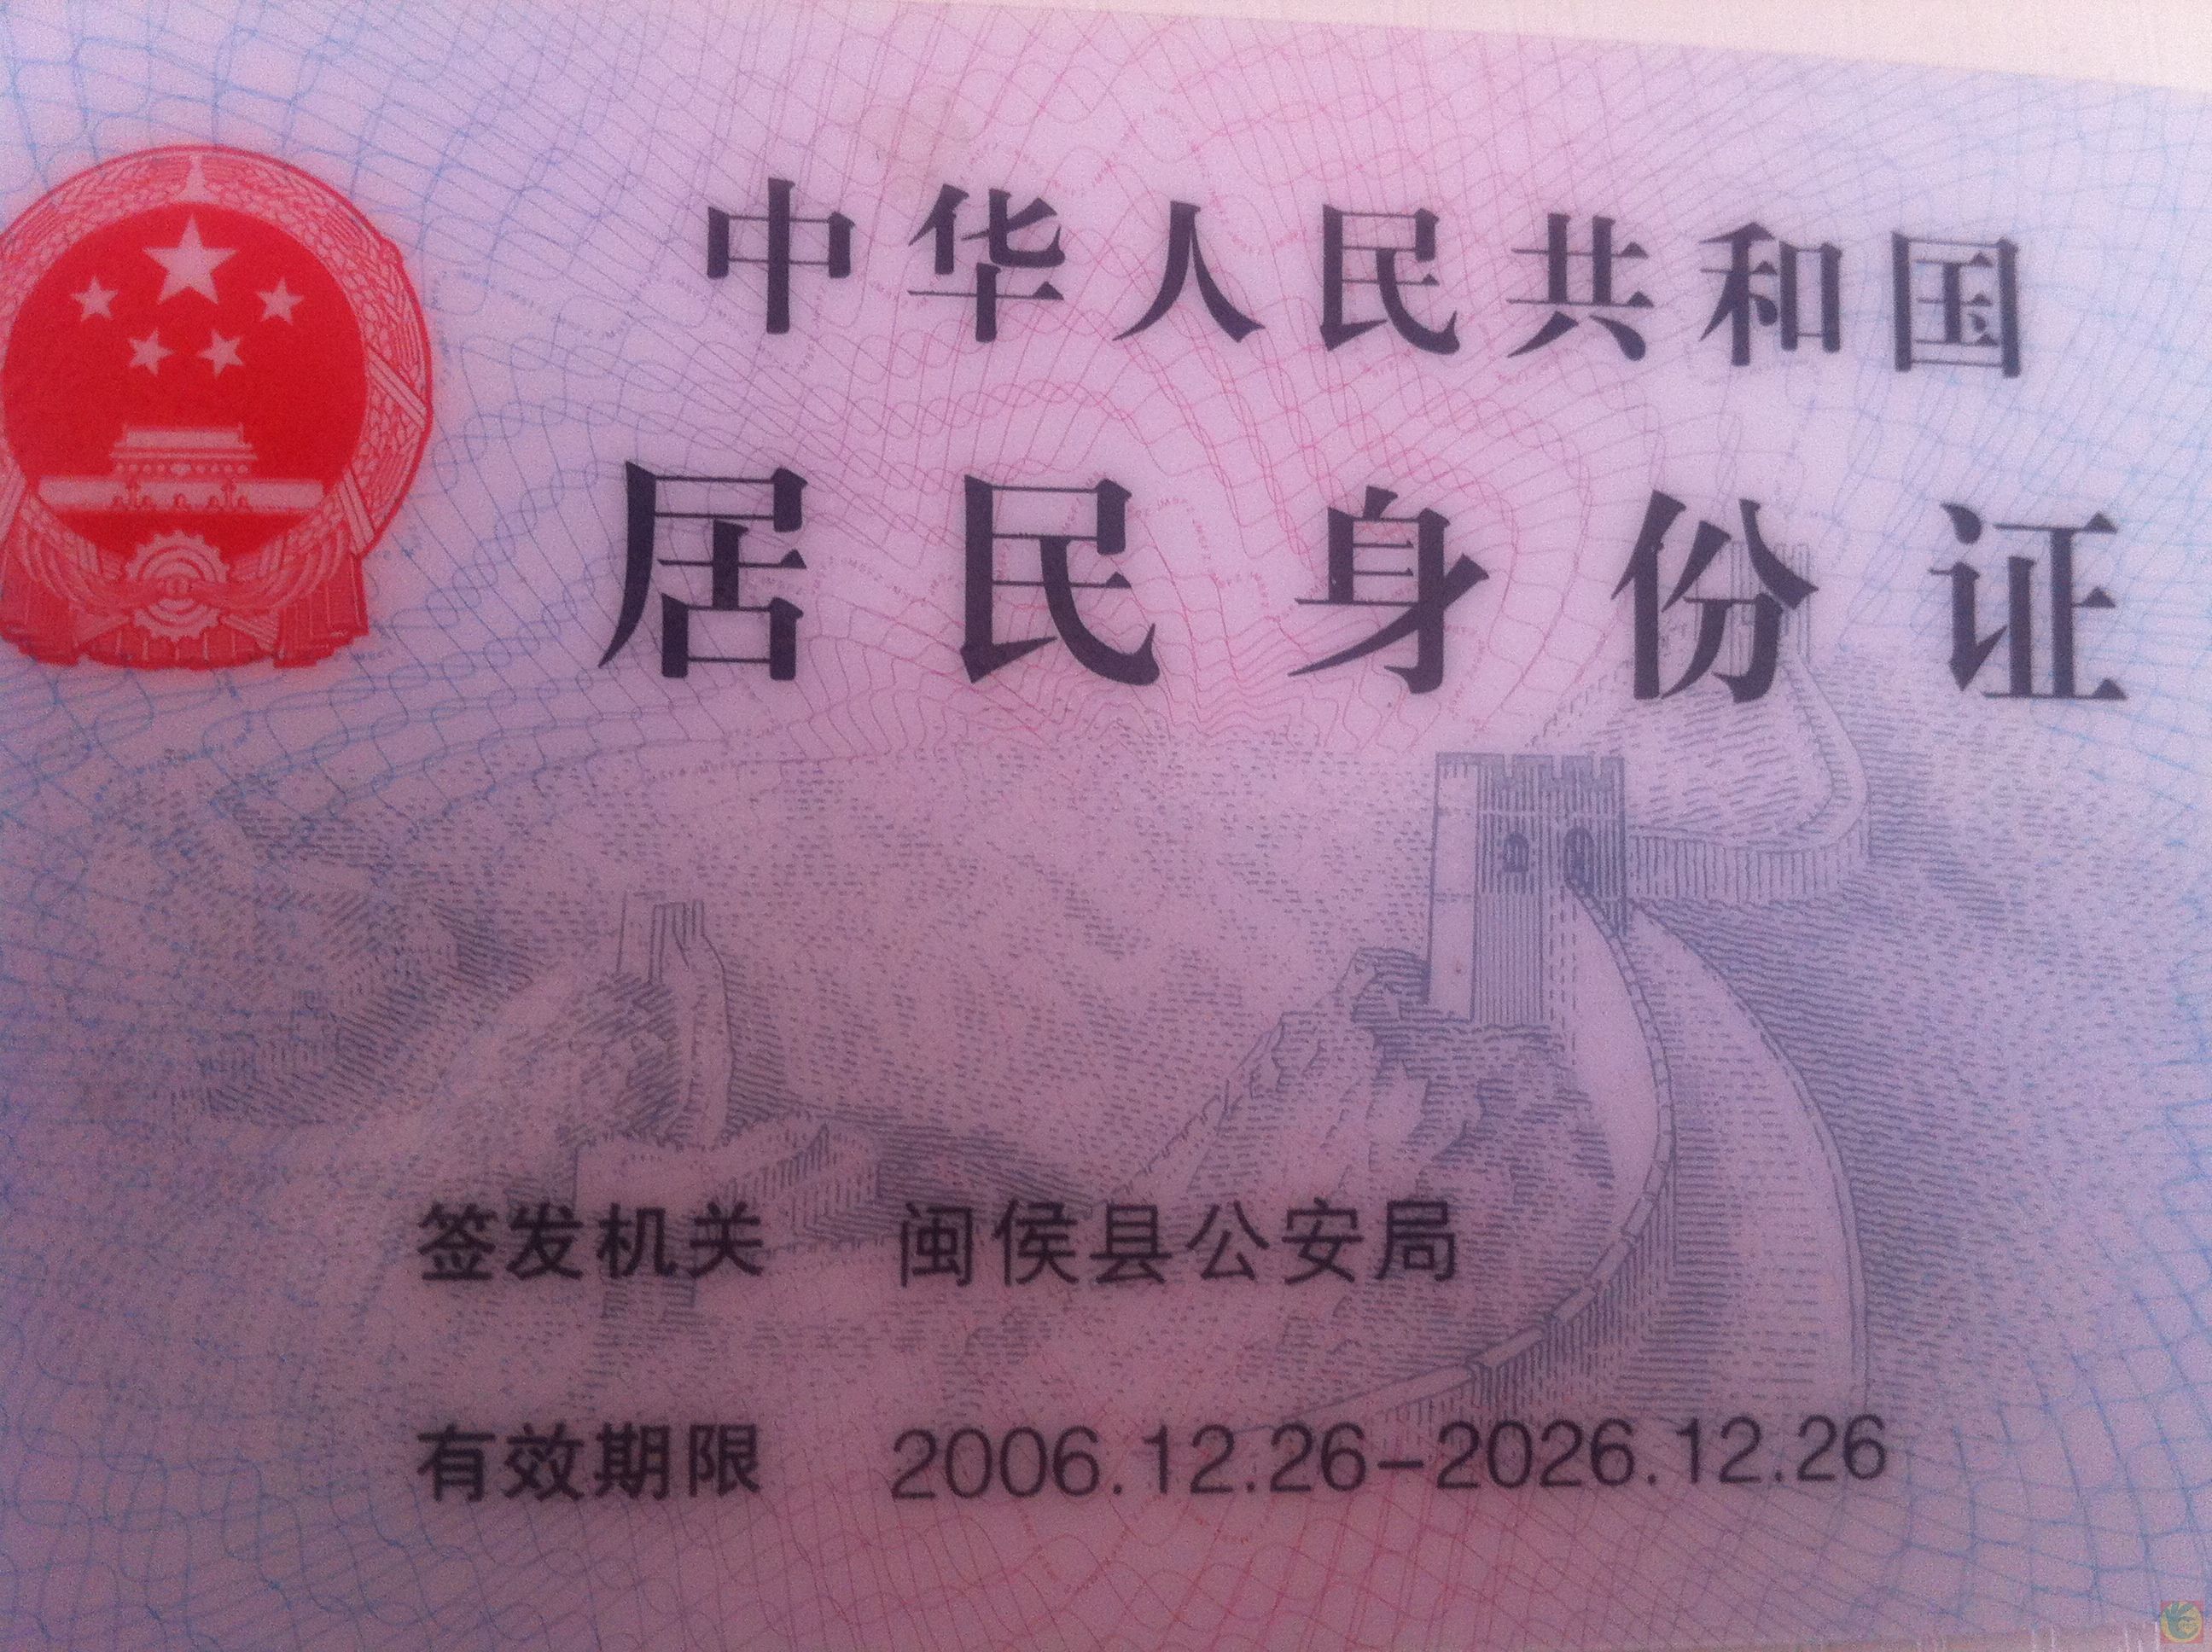 中华人民共和国
居民身份证
签发机关 闽侯县公安局
有效期限 2006.12.26-2026.12.26